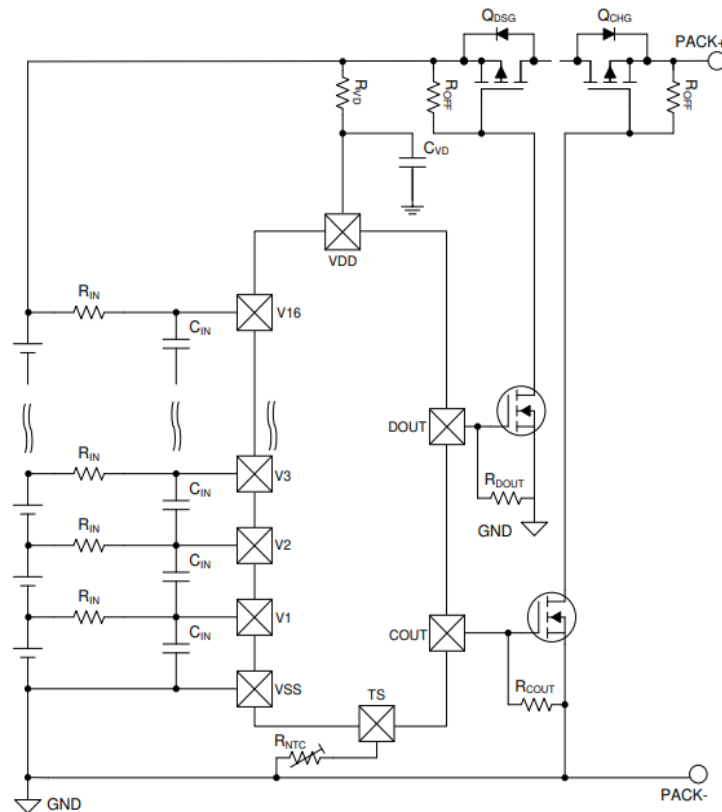 QDSG
QCHG
PACK+
RVD
ROFF
ROFF
CVD
VDD
RIN
CIN
V16
DOUT
RDOUT
GND
RIN
CIN
V3
RIN
CIN
V2
RIN
CIN
V1
COUT
RCOUT
VSS
TS
RNTC
GND
PACK-